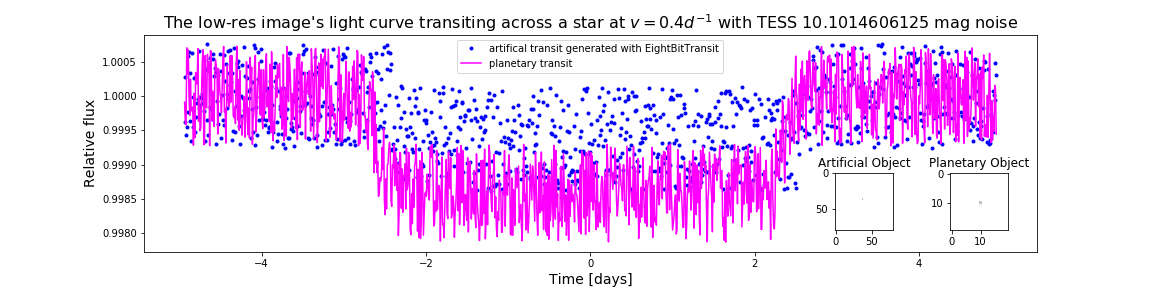 The low-res image's light curve transiting across a star at v = 0.4d⁻¹ with TESS 10.1014606125 mag noise
artifical transit generated with EightBitTransit
planetary transit
Relative flux
1.0005
1.0000
0.9995
0.9990
0.9985
0.9980
−4
−2
0
2
4
Time [days]
Artificial Object
0
50
0
50
Planetary Object
0
10
0
10